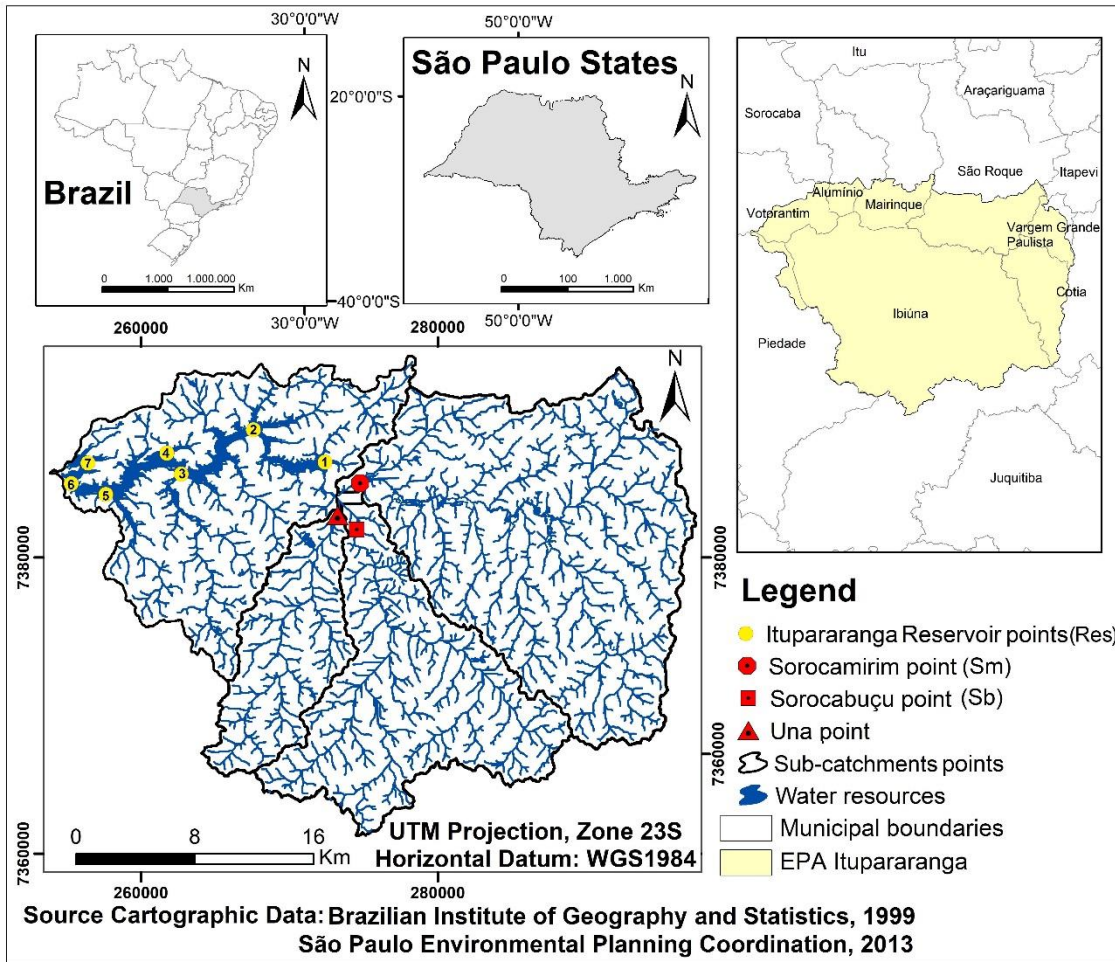 30°0'0"W
50°0'0"W
N
Brazil
0 1.000 1.000.000
Km
São Paulo States
N
0 100 1.000
Km
20°0'0"S
40°0'0"S
30°0'0"W
50°0'0"W
Itu
Araçariguama
Sorocaba
São Roque
Itapevi
Alumínio
Mairinque
Votorantim
Vargem Grande
Paulista
Cotia
Ibiúna
Piedade
Juquitiba
260000
280000
N
2
1
4
7
3
6
5
7380000
7380000
7360000
7360000
0 8 16
Km
UTM Projection, Zone 23S
Horizontal Datum: WGS1984
260000
280000
Legend
Itupararanga Reservoir points(Res)
Sorocamirim point (Sm)
Sorocabuçu point (Sb)
Una point
Sub-catchments points
Water resources
Municipal boundaries
EPA Itupararanga
Source Cartographic Data: Brazilian Institute of Geography and Statistics, 1999
São Paulo Environmental Planning Coordination, 2013